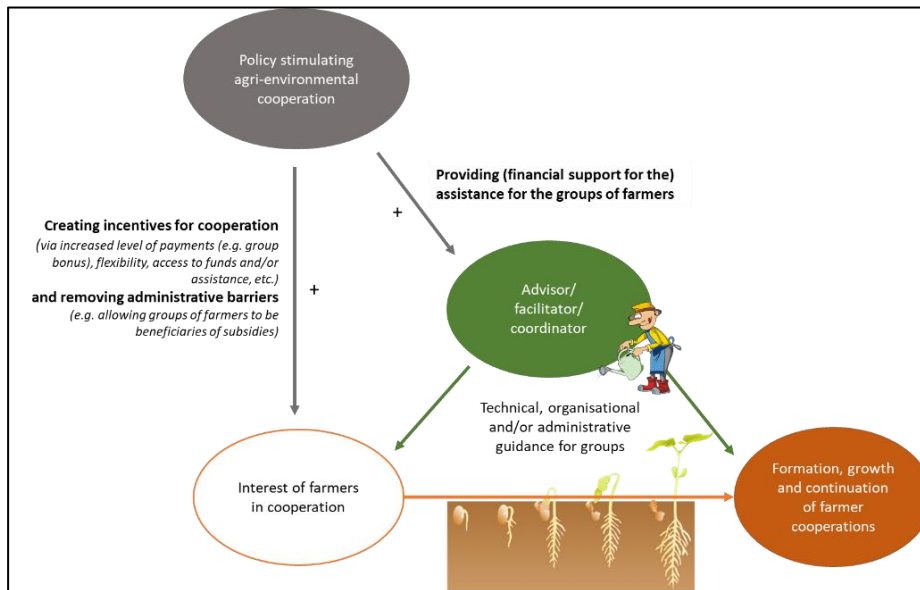 Policy stimulating
agri-environmental
cooperation
Providing (financial support for the)
assistance for the groups of farmers
+
Creating incentives for cooperation
(via increased level of payments (e.g. group
bonus), flexibility, access to funds and/or
assistance, etc.)
and removing administrative barriers
(e.g. allowing groups of farmers to be
beneficiaries of subsidies)
+
Advisor/
facilitator/
coordinator
Technical, organisational
and/or administrative
guidance for groups
Interest of farmers
in cooperation
Formation, growth
and continuation
of farmer
cooperations